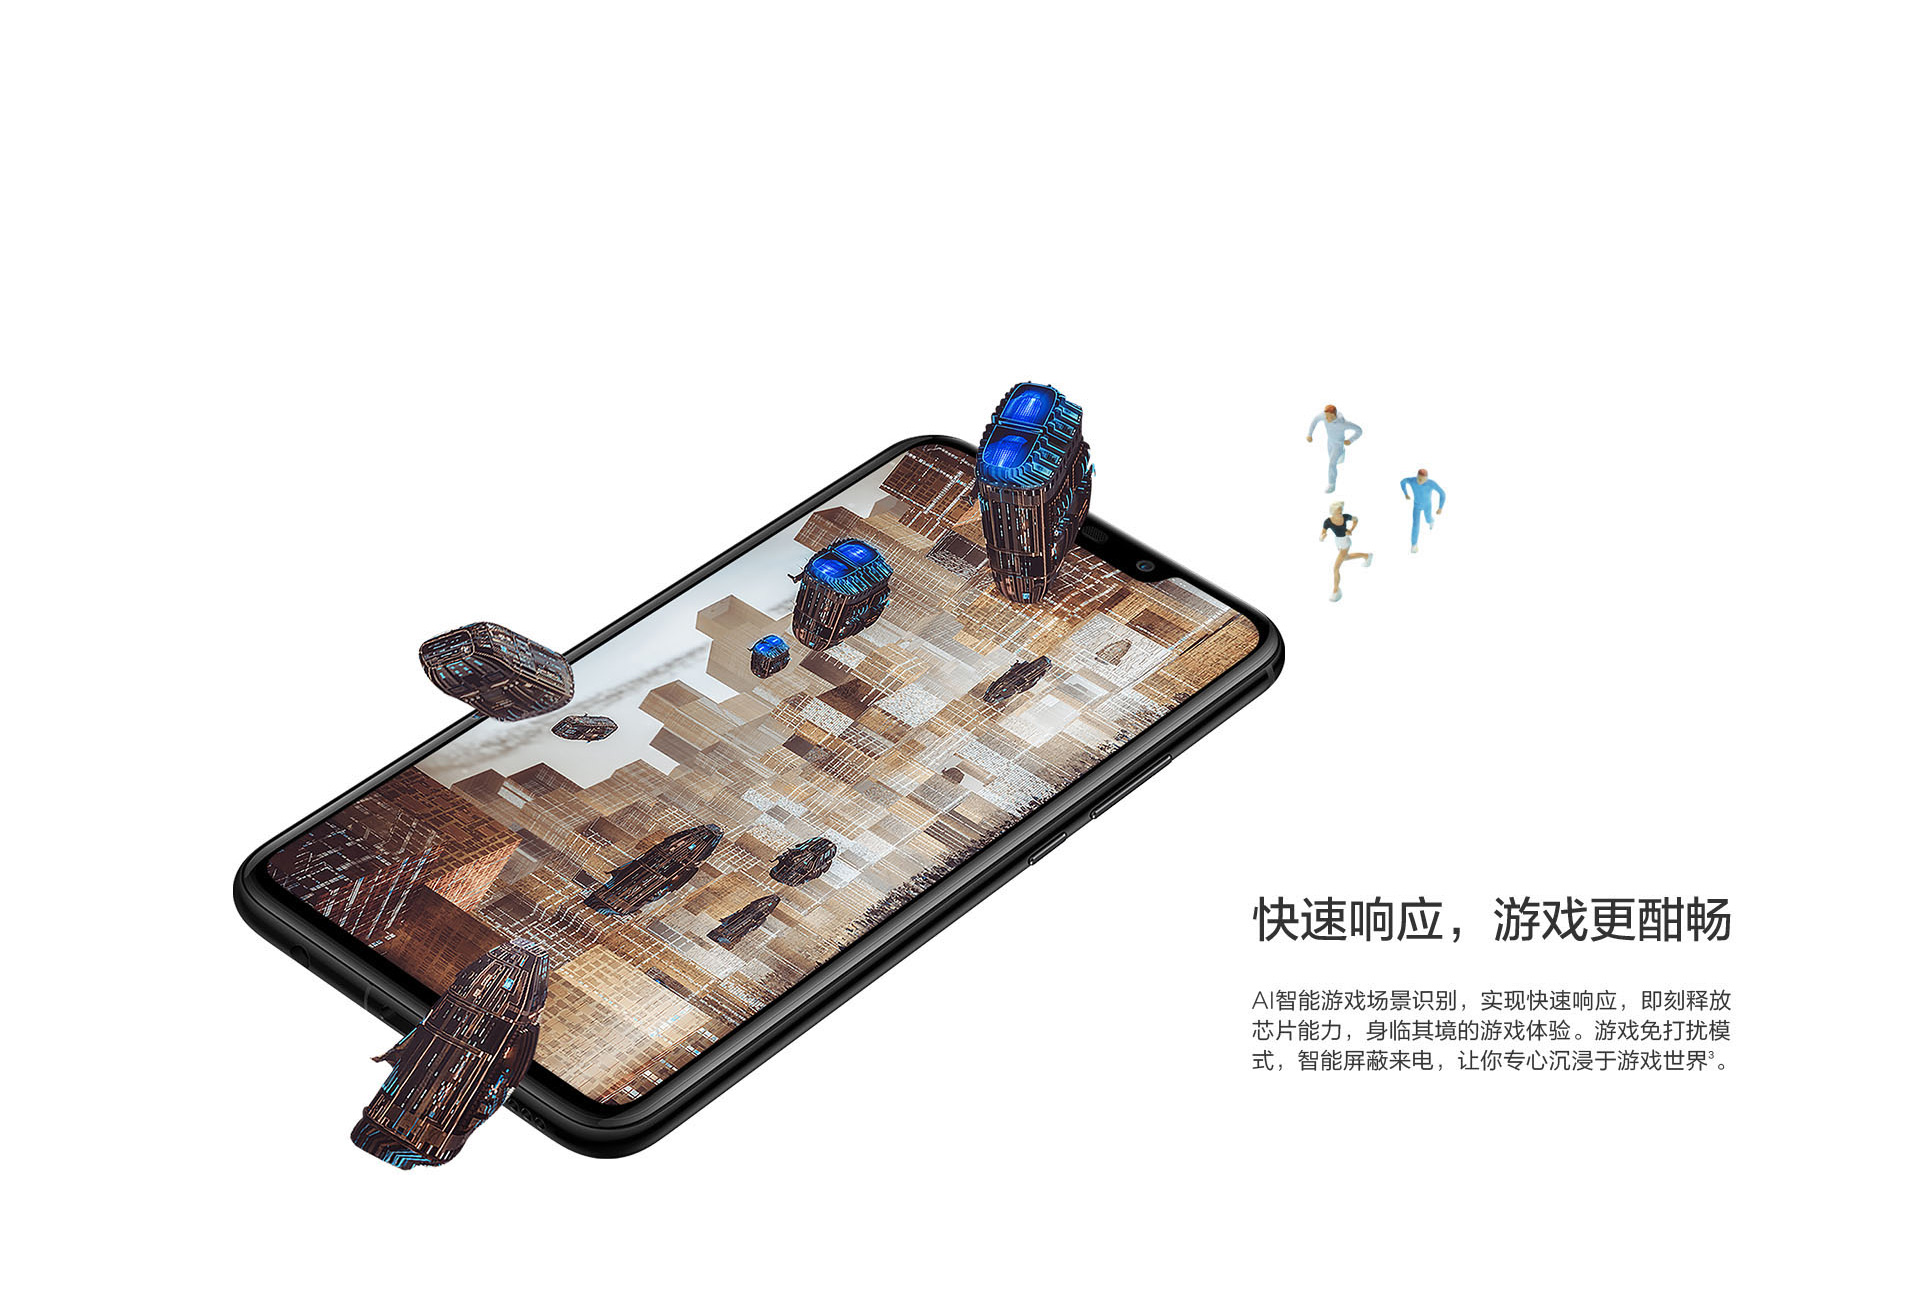 快速响应，游戏更酣畅
AI智能游戏场景识别，实现快速响应，即刻释放
芯片能力，身临其境的游戏体验。游戏免打扰模
式，智能屏蔽来电，让你专心沉浸于游戏世界³。